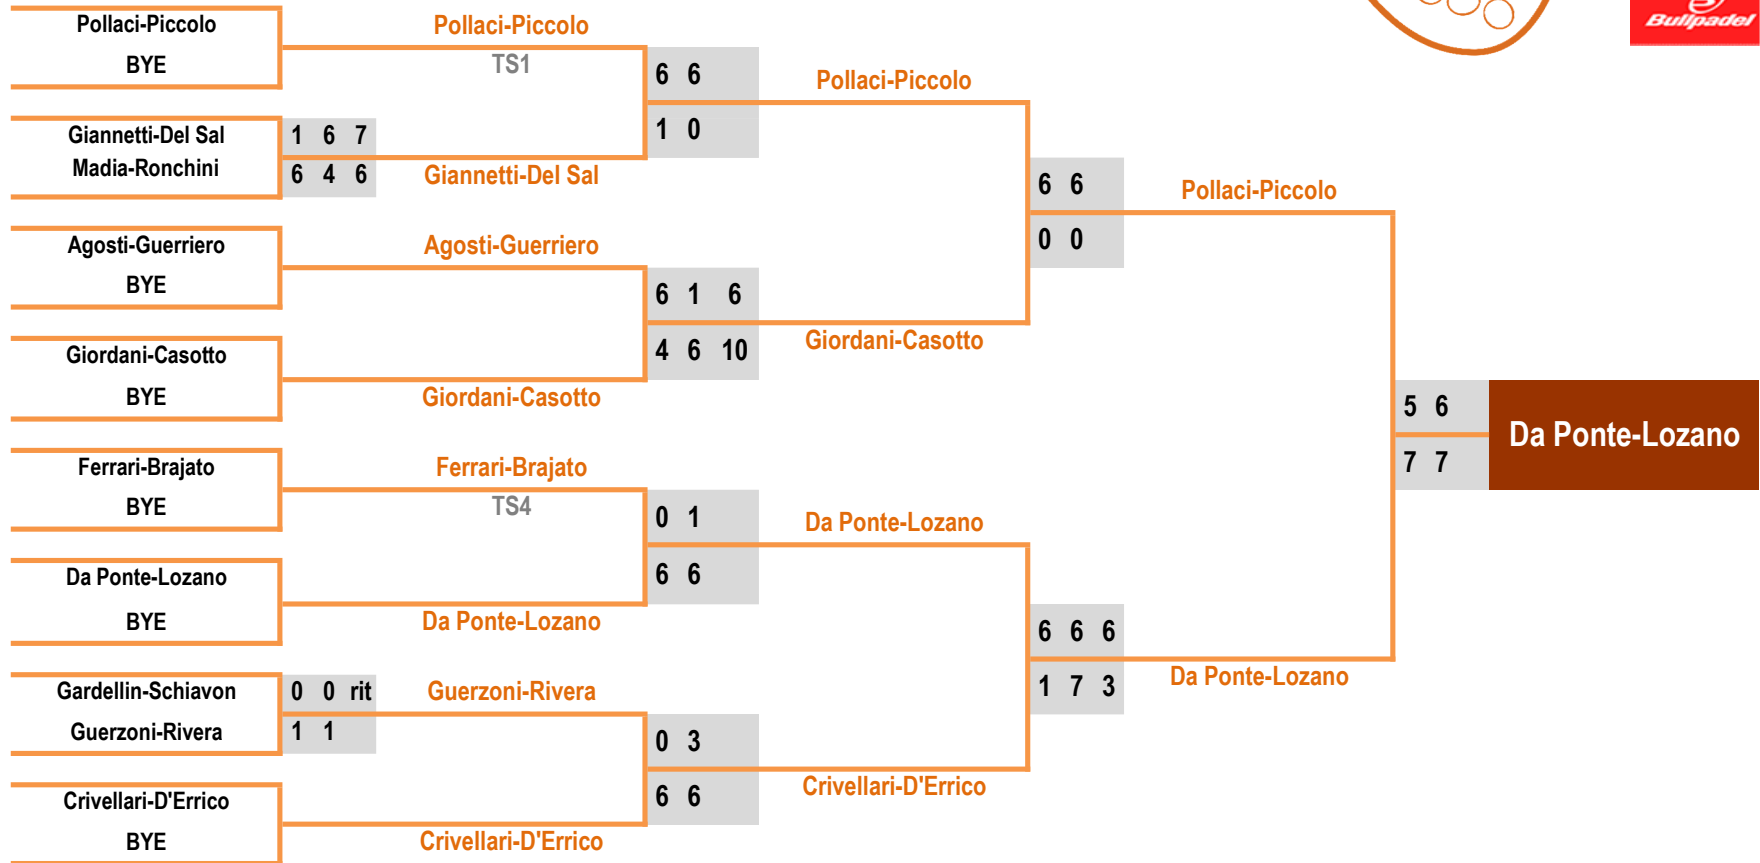 Bullpadel
Pollaci-Piccolo
BYE
Pollaci-Piccolo
TS1
6 6
1 0
Pollaci-Piccolo
Giannetti-Del Sal
Madia-Ronchini
1 6 7
6 4 6
Giannetti-Del Sal
6 6
0 0
Pollaci-Piccolo
Agosti-Guerriero
BYE
Agosti-Guerriero
6 1 6
4 6 10
Giordani-Casotto
Giordani-Casotto
BYE
Giordani-Casotto
5 6
7 7
Da Ponte-Lozano
Ferrari-Brajato
BYE
Ferrari-Brajato
TS4
0 1
6 6
Da Ponte-Lozano
Da Ponte-Lozano
BYE
Da Ponte-Lozano
6 6 6
1 7 3
Da Ponte-Lozano
Gardellin-Schiavon
Guerzoni-Rivera
0 0 rit
1 1
Guerzoni-Rivera
0 3
6 6
Crivellari-D'Errico
Crivellari-D'Errico
BYE
Crivellari-D'Errico